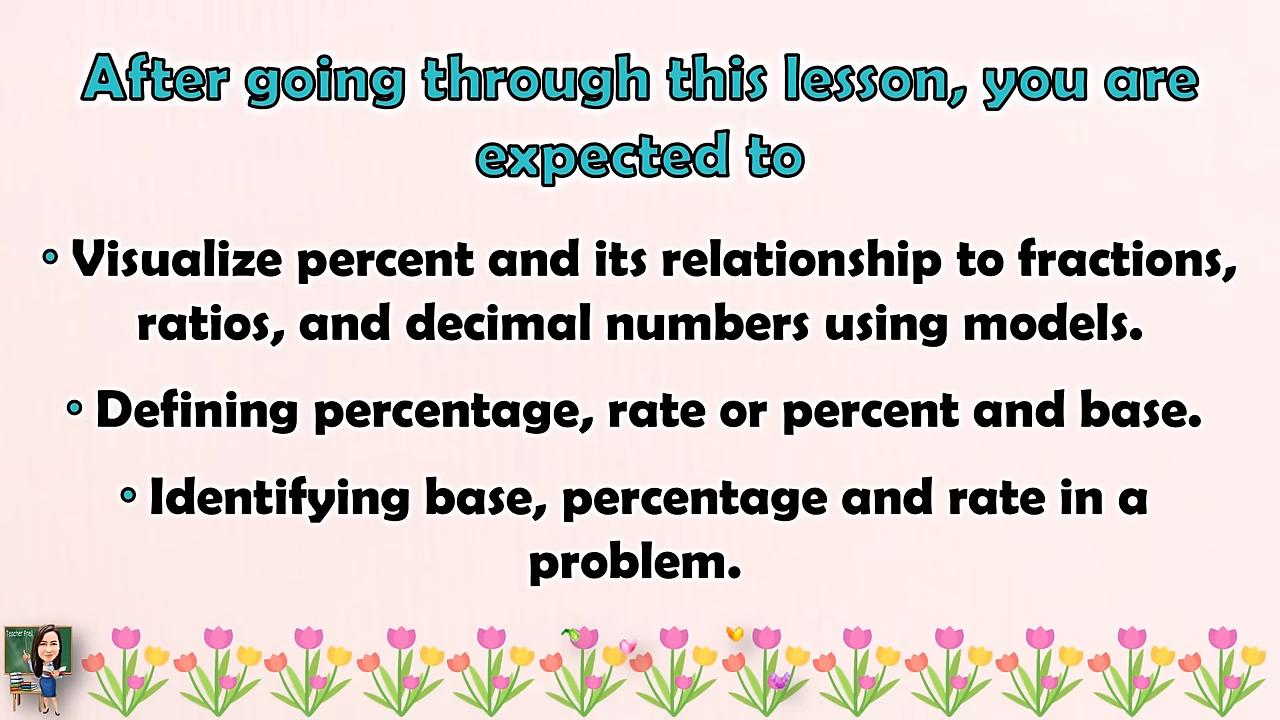 After going through this lesson, you are
expected to
• Visualize percent and its relationship to fractions,
ratios, and decimal numbers using models.
• Defining percentage, rate or percent and base.
• Identifying base, percentage and rate in a
problem.